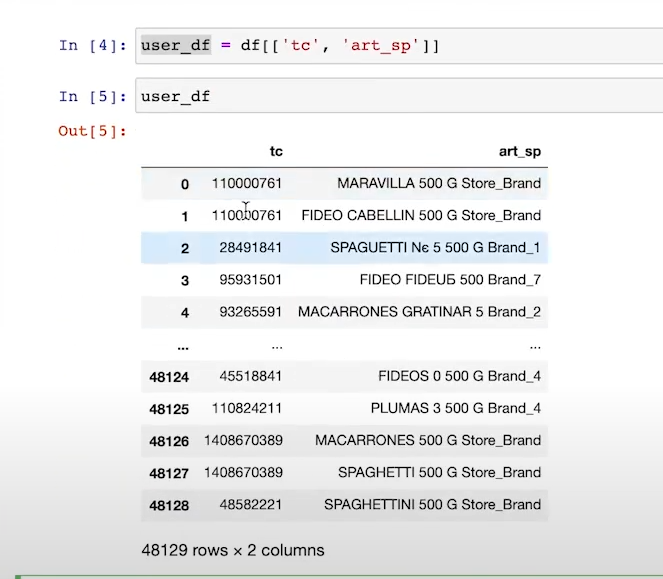 In [4]: user_df = df[['tc', 'art_sp']]
In [5]: user_df
Out[5]:
tc art_sp
0 110000761 MARAVILLA 500 G Store_Brand
1 110000761 FIDEO CABELLIN 500 G Store_Brand
2 28491841 SPAGUETTI Nє 5 500 G Brand_1
3 95931501 FIDEO FIDEUБ 500 G Brand_7
4 93265591 MACARRONES GRATINAR 5 Brand_2
... ... ...
48124 45518841 FIDEOS 0 500 G Brand_4
48125 110824211 PLUMAS 3 500 G Brand_4
48126 1408670389 MACARRONES 500 G Store_Brand
48127 1408670389 SPAGHETTI 500 G Store_Brand
48128 48582221 SPAGHETTINI 500 G Store_Brand
48129 rows × 2 columns